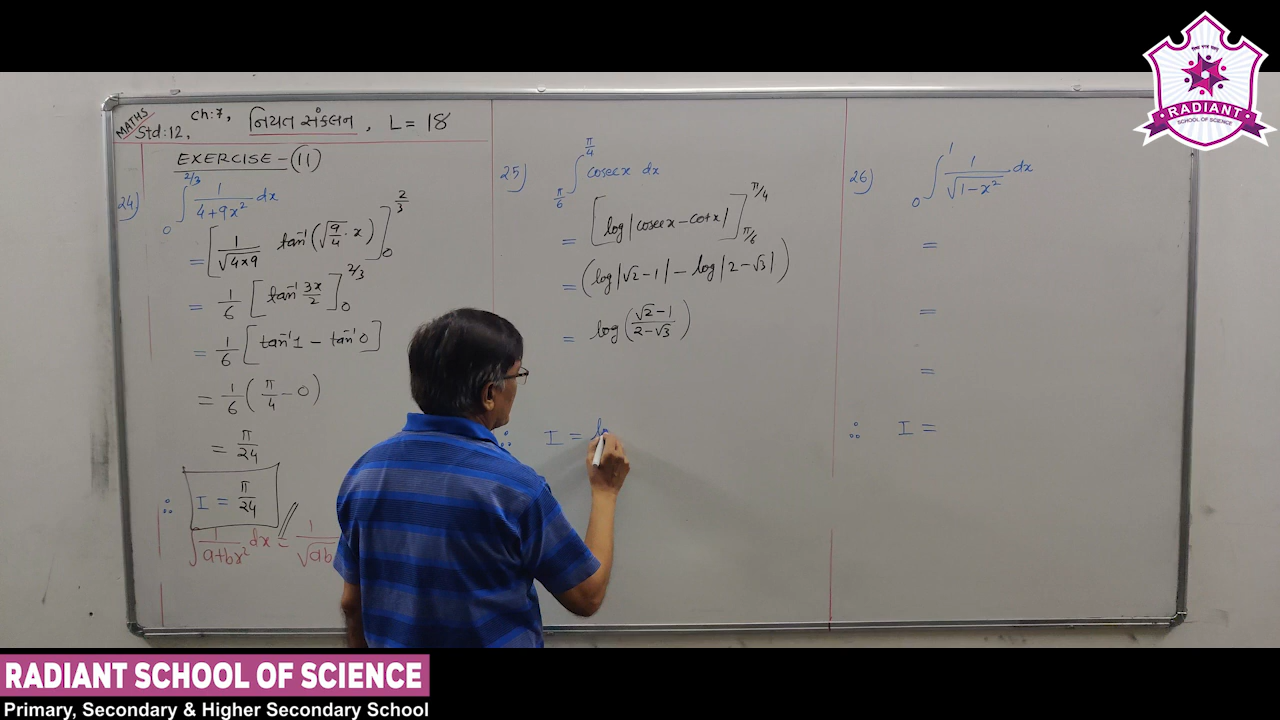 MATHS
Std:12, ch:7, નિયત સંકલન, L = 18
EXERCISE-(11)
24) ∫₀^{2/3} 1/(4+9x²) dx
= [1/√(4×9) tan⁻¹(√(9/4) · x)]₀^{2/3}
= 1/6 [tan⁻¹ 3x/2]₀^{2/3}
= 1/6 [tan⁻¹1 − tan⁻¹0]
= 1/6 (π/4 − 0)
= π/24
∴ I = π/24
∫ 1/(a+bx²) dx = 1/√ab
25) ∫_{π/6}^{π/4} cosecx dx
= [log|cosecx − cotx|]_{π/6}^{π/4}
= (log|√2 − 1| − log|2 − √3|)
= log((√2 − 1)/(2 − √3))
∴ I = lo
26) ∫₀^1 1/√(1−x²) dx
=
=
=
∴ I =
RADIANT
SCHOOL OF SCIENCE
RADIANT SCHOOL OF SCIENCE
Primary, Secondary & Higher Secondary School